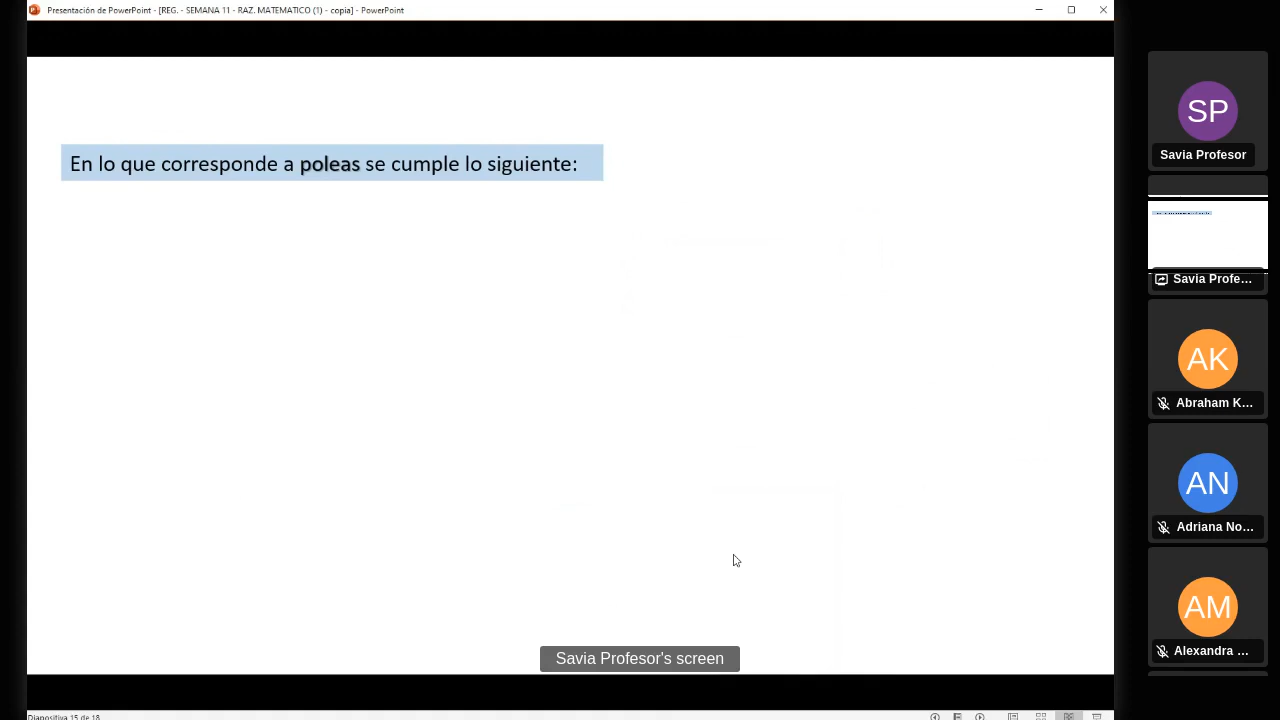 Presentación de PowerPoint - [REG. - SEMANA 11 - RAZ. MATEMATICO (1) - copia] - PowerPoint
En lo que corresponde a poleas se cumple lo siguiente:
SP
Savia Profesor
Savia Profe...
AK
Abraham K...
AN
Adriana No...
AM
Alexandra ...
Savia Profesor's screen
Diapositiva 15 de 18